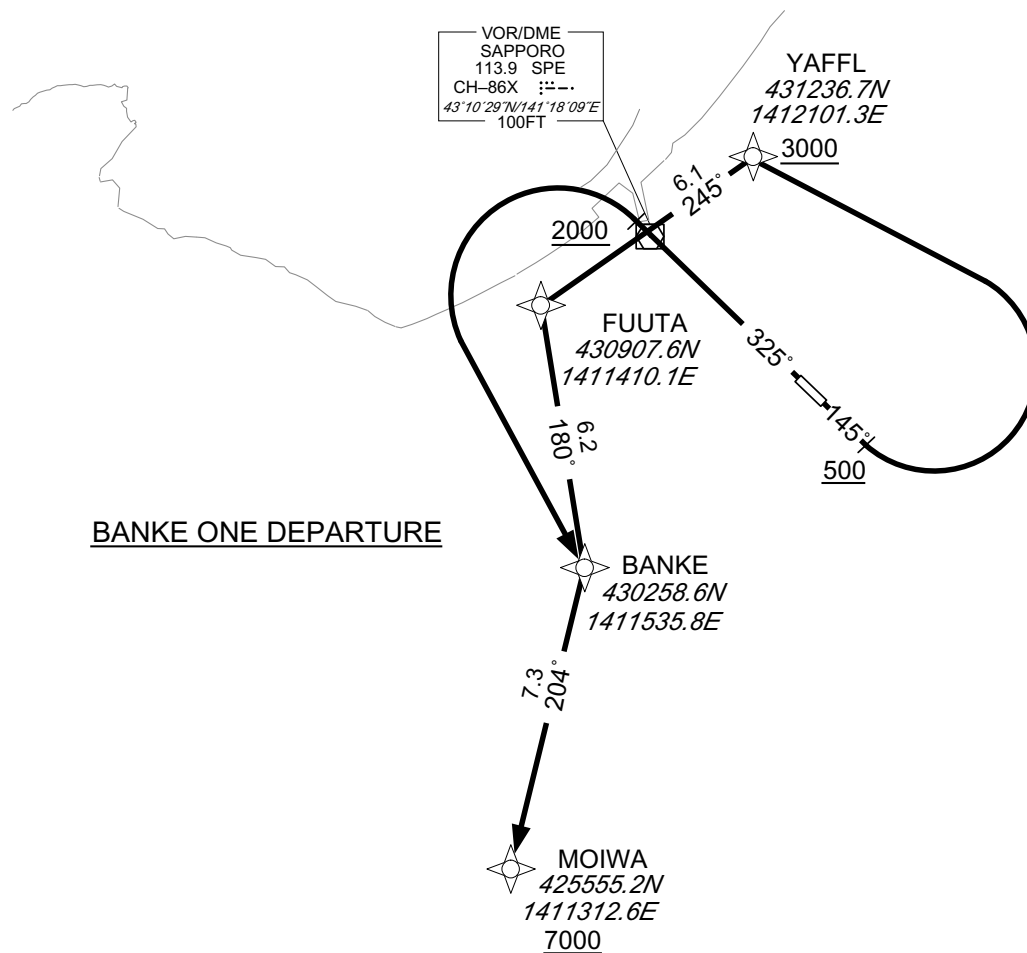 VOR/DME
SAPPORO
113.9 SPE
CH–86X
43°10'29"N/141°18'09"E
100FT
YAFFL
431236.7N
1412101.3E
3000
6.1
245°
2000
FUUTA
430907.6N
1411410.1E
325°
145°
500
6.2
180°
BANKE ONE DEPARTURE
BANKE
430258.6N
1411535.8E
7.3
204°
MOIWA
425555.2N
1411312.6E
7000